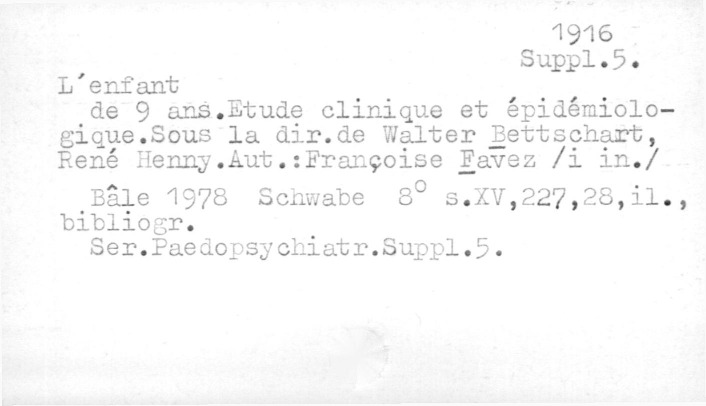 1916
Suppl.5.
L'enfant
de 9 ans.Etude clinique et épidémiolo-
gique.Sous la dir.de Walter Bettschart,
René Henny.Aut.:Françoise Favez /i in./
Bâle 1978 Schwabe 8° s.XV,227,28,il.,
bibliogr.
Ser.Paedopsychiatr.Suppl.5.